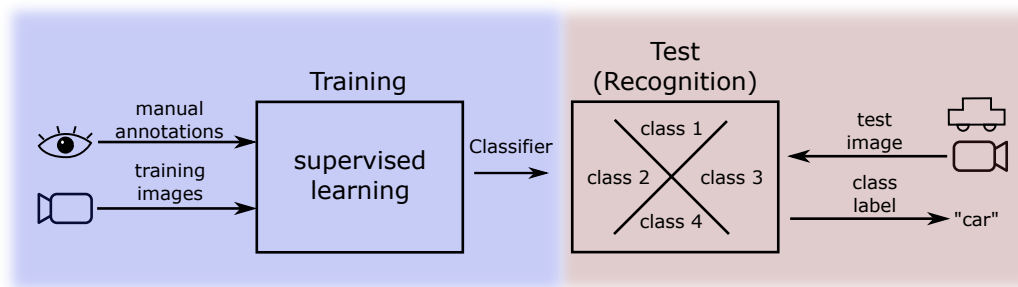 Training
manual
annotations
training
images
supervised
learning
Classifier
Test
(Recognition)
class 1
class 2
class 3
class 4
test
image
class
label
"car"